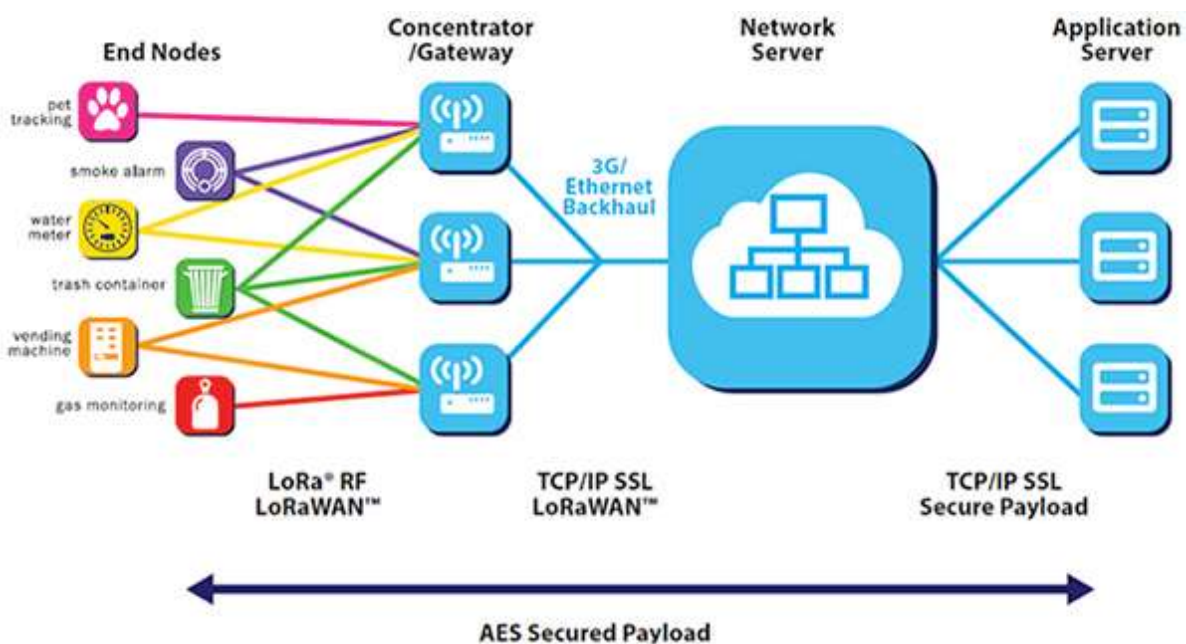 End Nodes
Concentrator
/Gateway
Network
Server
Application
Server
pet
tracking
smoke alarm
water
meter
trash container
vending
machine
gas monitoring
3G/
Ethernet
Backhaul
LoRa® RF
LoRaWAN™
TCP/IP SSL
LoRaWAN™
TCP/IP SSL
Secure Payload
AES Secured Payload